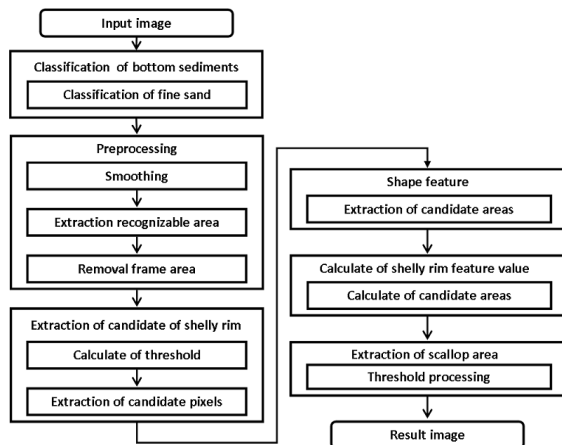 Input image
Classification of bottom sediments
Classification of fine sand
Preprocessing
Smoothing
Extraction recognizable area
Removal frame area
Extraction of candidate of shelly rim
Calculate of threshold
Extraction of candidate pixels
Shape feature
Extraction of candidate areas
Calculate of shelly rim feature value
Calculate of candidate areas
Extraction of scallop area
Threshold processing
Result image